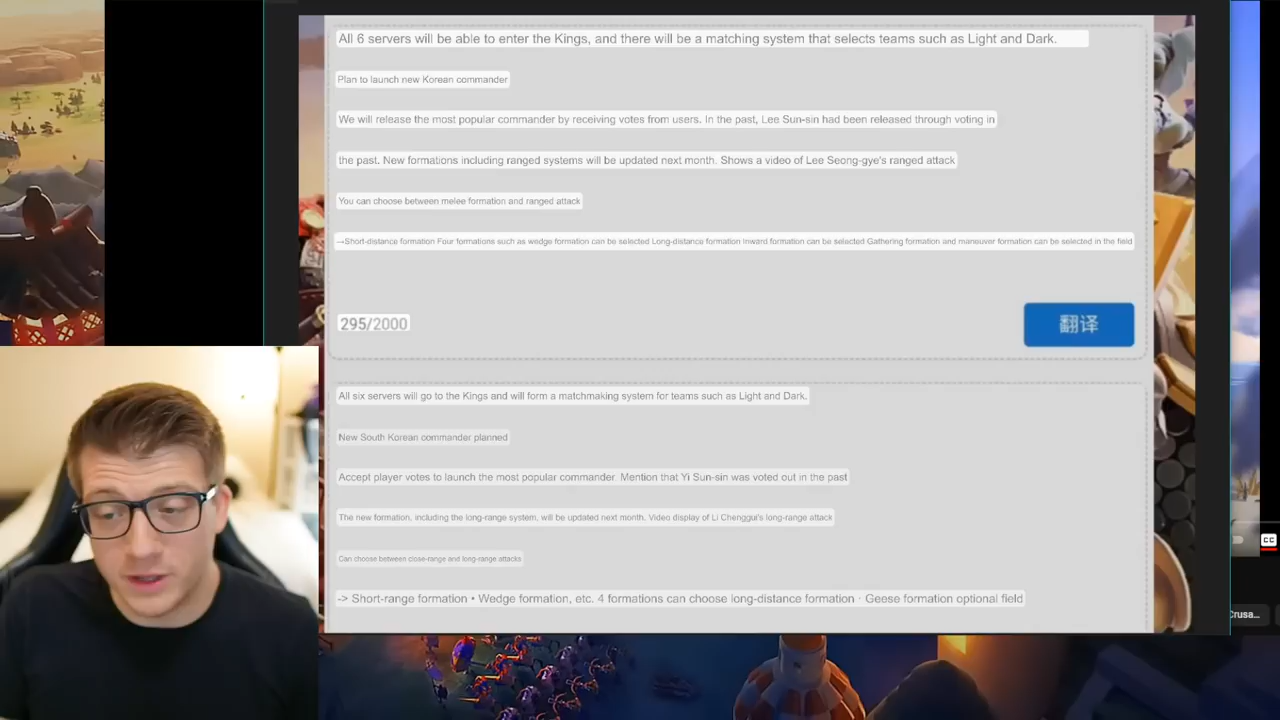 All 6 servers will be able to enter the Kings, and there will be a matching system that selects teams such as Light and Dark.
Plan to launch new Korean commander
We will release the most popular commander by receiving votes from users. In the past, Lee Sun-sin had been released through voting in
the past. New formations including ranged systems will be updated next month. Shows a video of Lee Seong-gye's ranged attack
You can choose between melee formation and ranged attack
→Short-distance formation Four formations such as wedge formation can be selected Long-distance formation Inward formation can be selected Gathering formation and maneuver formation can be selected in the field
295/2000
翻译
All six servers will go to the Kings and will form a matchmaking system for teams such as Light and Dark.
New South Korean commander planned
Accept player votes to launch the most popular commander. Mention that Yi Sun-sin was voted out in the past
The new formation, including the long-range system, will be updated next month. Video display of Li Chenggui's long-range attack
Can choose between close-range and long-range attacks
CC
-> Short-range formation • Wedge formation, etc. 4 formations can choose long-distance formation · Geese formation optional field
Crusa...